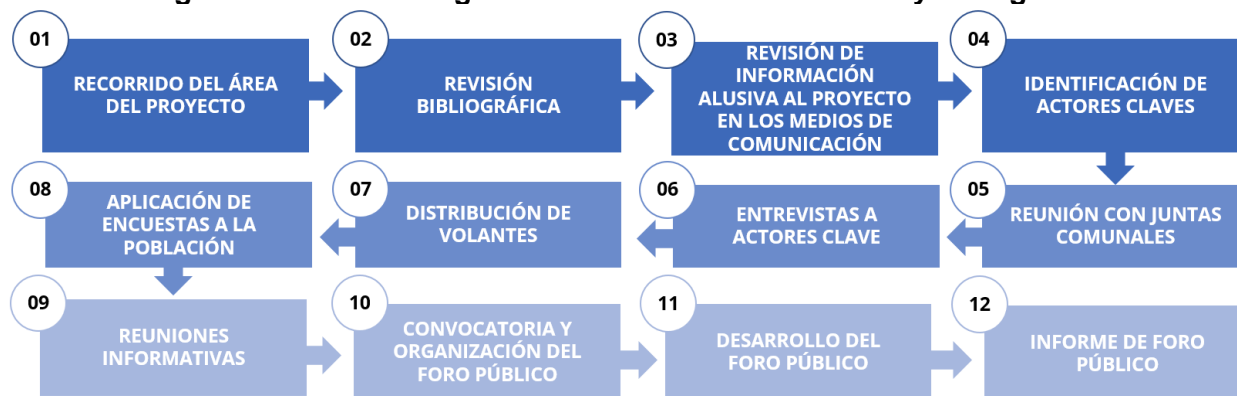 01
RECORRIDO DEL ÁREA
DEL PROYECTO
02
REVISIÓN
BIBLIOGRÁFICA
03
REVISIÓN DE
INFORMACIÓN
ALUSIVA AL PROYECTO
EN LOS MEDIOS DE
COMUNICACIÓN
04
IDENTIFICACIÓN DE
ACTORES CLAVES
05
REUNIÓN CON JUNTAS
COMUNALES
06
ENTREVISTAS A
ACTORES CLAVE
07
DISTRIBUCIÓN DE
VOLANTES
08
APLICACIÓN DE
ENCUESTAS A LA
POBLACIÓN
09
REUNIONES
INFORMATIVAS
10
CONVOCATORIA Y
ORGANIZACIÓN DEL
FORO PÚBLICO
11
DESARROLLO DEL
FORO PÚBLICO
12
INFORME DE FORO
PÚBLICO